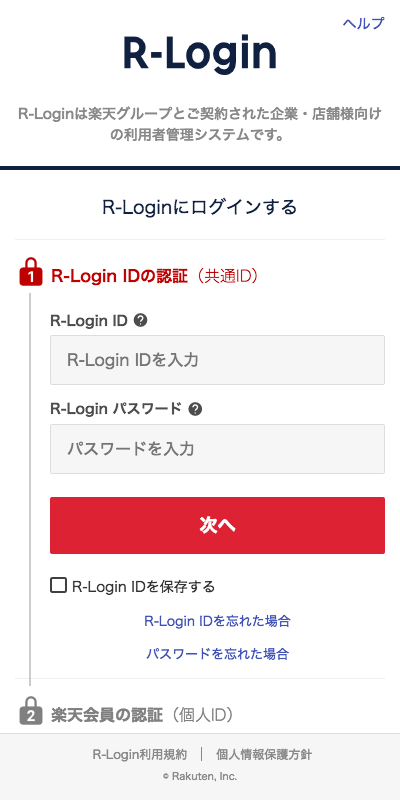 ヘルプ
R-Login
R-Loginは楽天グループとご契約された企業・店舗様向け
の利用者管理システムです。
R-Loginにログインする
1 R-Login IDの認証（共通ID）
R-Login ID ?
R-Login IDを入力
R-Login パスワード ?
パスワードを入力
次へ
R-Login IDを保存する
R-Login IDを忘れた場合
パスワードを忘れた場合
2 楽天会員の認証（個人ID）
R-Login利用規約 | 個人情報保護方針
© Rakuten, Inc.